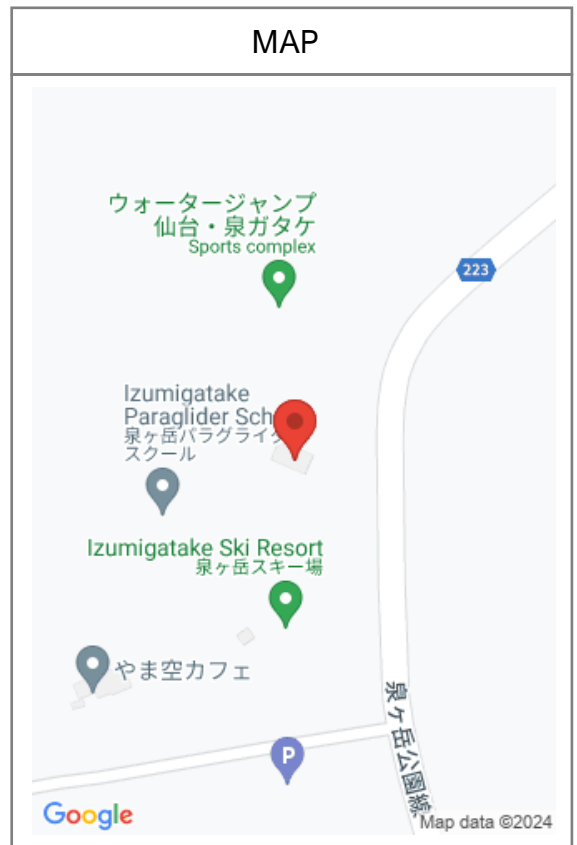 MAP
ウォータージャンプ
仙台・泉ガタケ
Sports complex
223
Izumigatake
Paraglider Sch
泉ヶ岳パラグライダ
スクール
Izumigatake Ski Resort
泉ヶ岳スキー場
やま空カフェ
P
泉ヶ岳公園線
Google
Map data ©2024